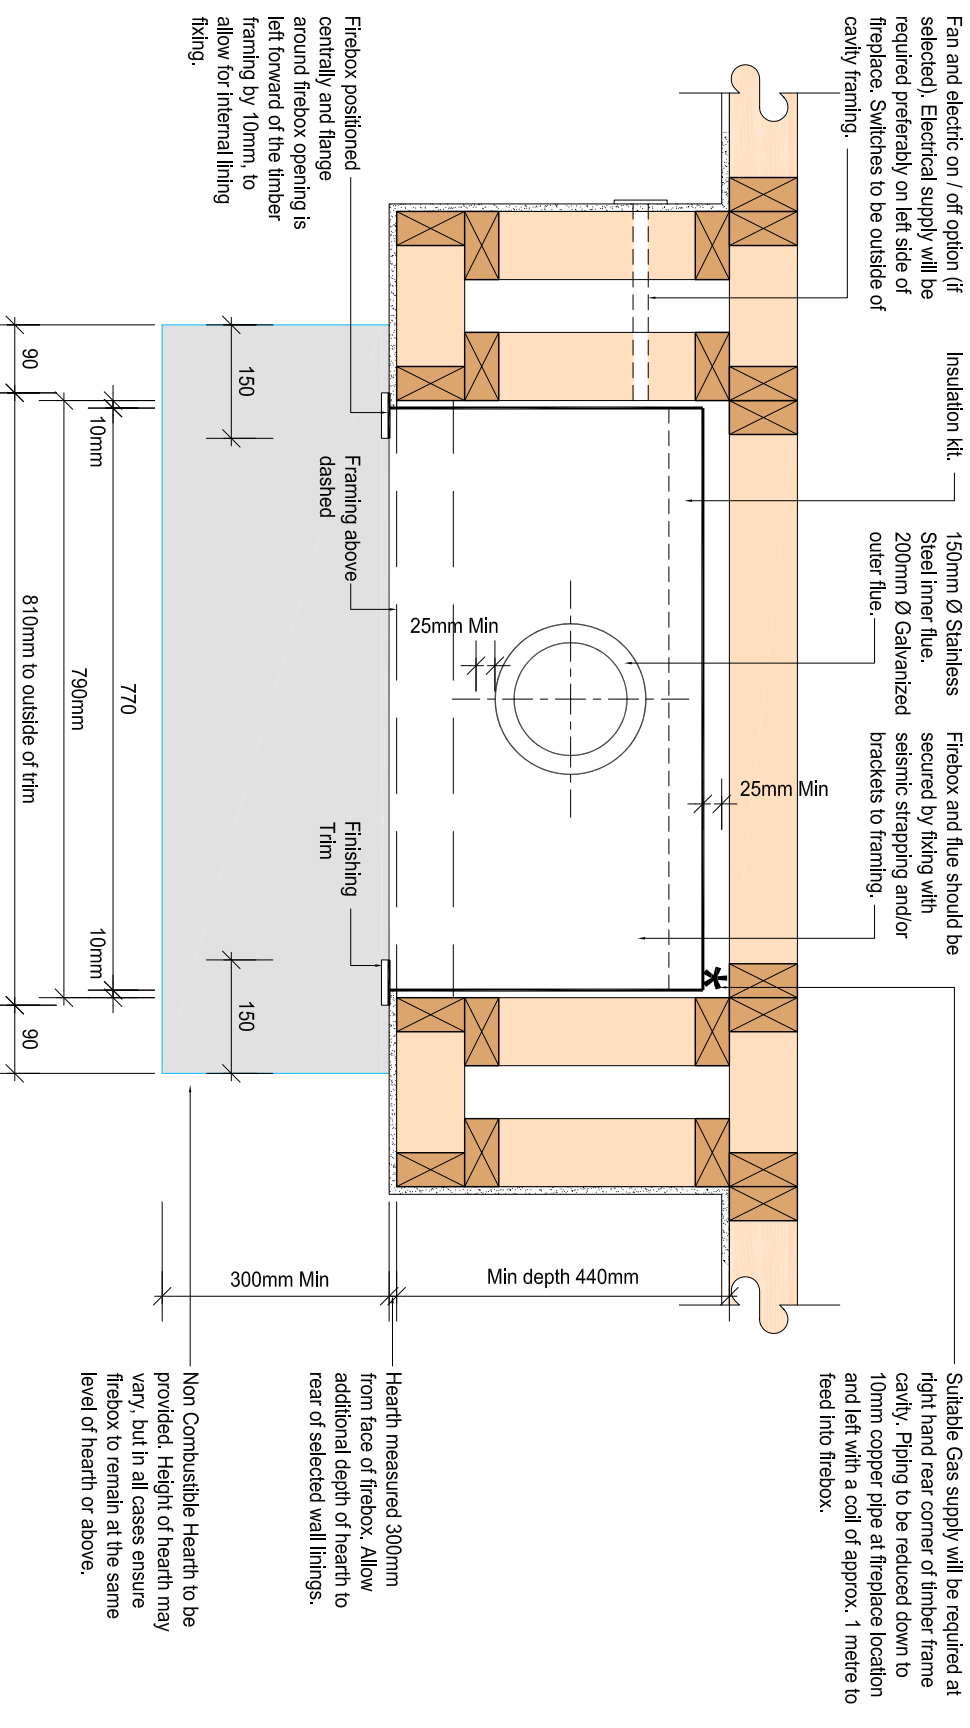 Fan and electric on / off option (if
selected). Electrical supply will be
required preferably on left side of
fireplace. Switches to be outside of
cavity framing.
Insulation kit.
150mm Ø Stainless
Steel inner flue.
200mm Ø Galvanized
outer flue.
Firebox and flue should be
secured by fixing with
seismic strapping and/or
brackets to framing.
Suitable Gas supply will be required at
right hand rear corner of timber frame
cavity. Piping to be reduced down to
10mm copper pipe at fireplace location
and left with a coil of approx. 1 metre to
feed into firebox.
25mm Min
25mm Min
*
Min depth 440mm
300mm Min
Firebox positioned
centrally and flange
around firebox opening is
left forward of the timber
framing by 10mm, to
allow for internal lining
fixing.
Framing above
dashed
Finishing
Trim
Hearth measured 300mm
from face of firebox. Allow
additional depth of hearth to
rear of selected wall linings.
Non Combustible Hearth to be
provided. Height of hearth may
vary, but in all cases ensure
firebox to remain at the same
level of hearth or above.
150
150
10mm
770
10mm
790mm
90
810mm to outside of trim
90